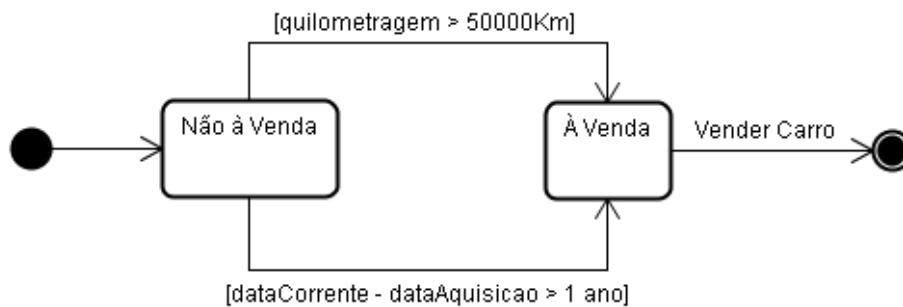 [quilometragem > 50000Km]
Não à Venda
À Venda
Vender Carro
[dataCorrente - dataAquisicao > 1 ano]